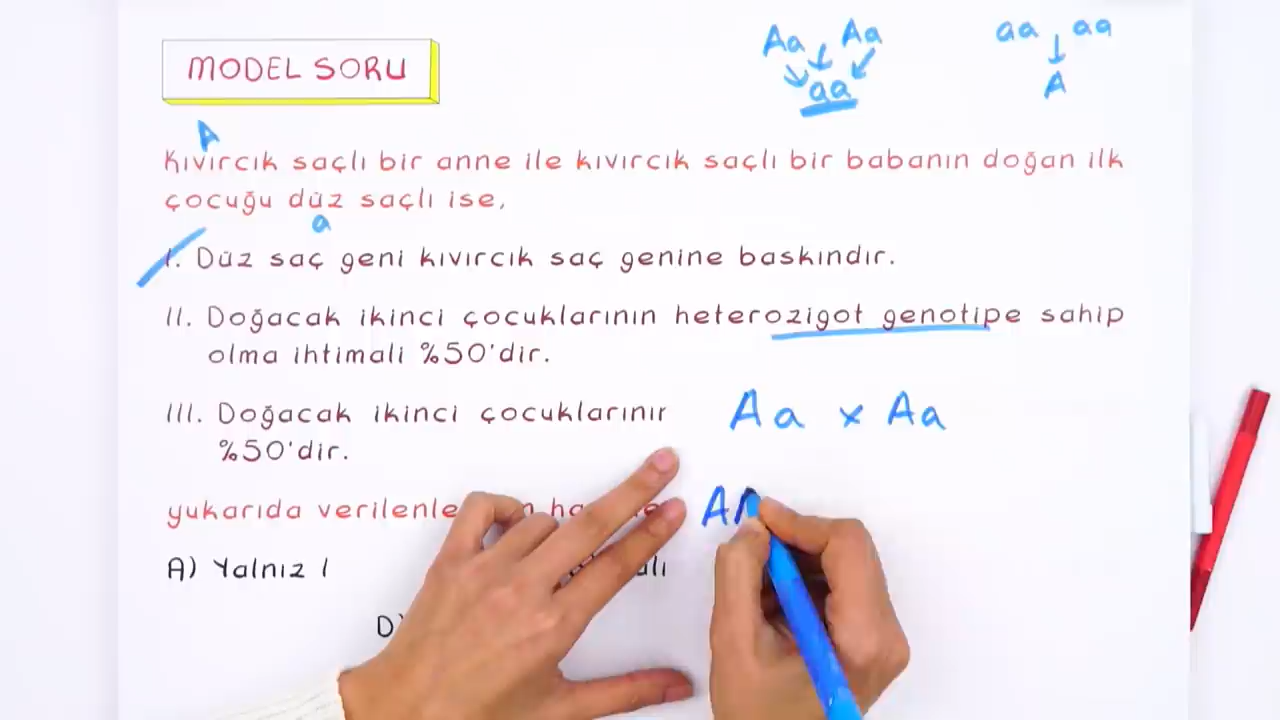 Aa Aa aa aa
MODEL SORU aa A
A
Kıvırcık saçlı bir anne ile kıvırcık saçlı bir babanın doğan ilk
çocuğu düz saçlı ise,
a
I. Düz saç geni kıvırcık saç genine baskındır.
II. Doğacak ikinci çocuklarının heterozigot genotipe sahip
olma ihtimali %50'dir.
III. Doğacak ikinci Aa x Aa
%50'dir.
yukarıda
A) Yalnız I